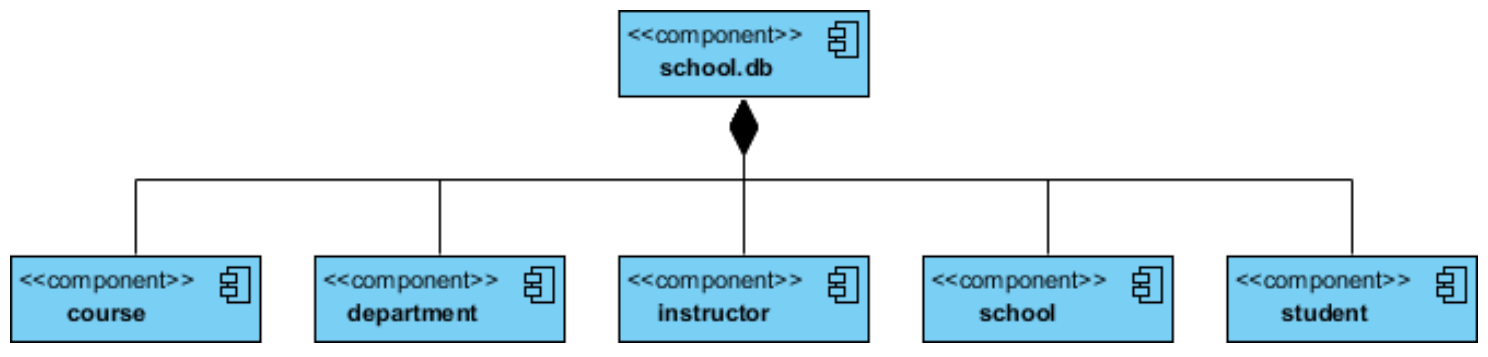 <<component>>
school.db
<<component>>
course
<<component>>
department
<<component>>
instructor
<<component>>
school
<<component>>
student